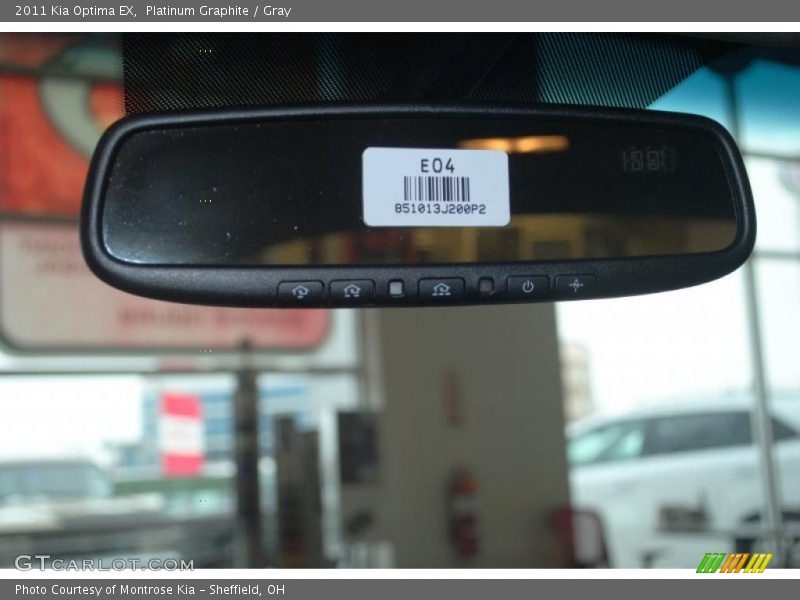 2011 Kia Optima EX,  Platinum Graphite / Gray
E04
851013J200P2
GTCARLOT.COM
Photo Courtesy of Montrose Kia – Sheffield, OH